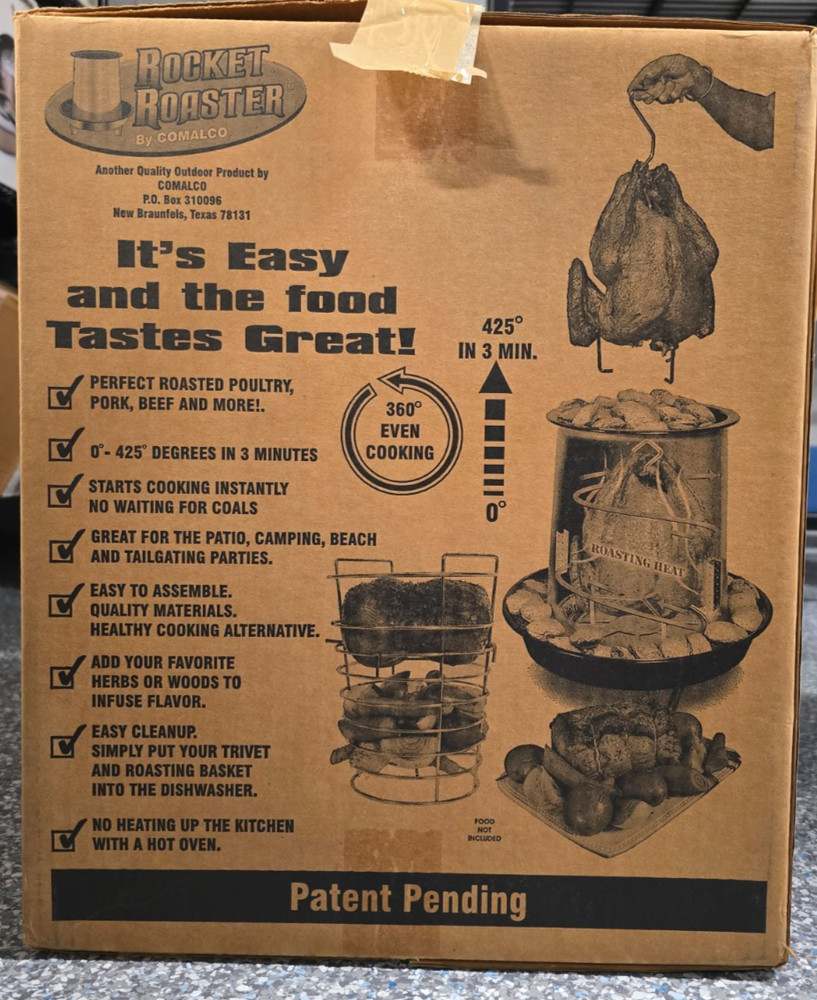 ROCKET
ROASTER
By COMALCO
Another Quality Outdoor Product by
COMALCO
P.O. Box 310096
New Braunfels, Texas 78131
It's Easy
and the food
Tastes Great!
PERFECT ROASTED POULTRY,
PORK, BEEF AND MORE!.
0°- 425° DEGREES IN 3 MINUTES
STARTS COOKING INSTANTLY
NO WAITING FOR COALS
GREAT FOR THE PATIO, CAMPING, BEACH
AND TAILGATING PARTIES.
EASY TO ASSEMBLE.
QUALITY MATERIALS.
HEALTHY COOKING ALTERNATIVE.
ADD YOUR FAVORITE
HERBS OR WOODS TO
INFUSE FLAVOR.
EASY CLEANUP.
SIMPLY PUT YOUR TRIVET
AND ROASTING BASKET
INTO THE DISHWASHER.
NO HEATING UP THE KITCHEN
WITH A HOT OVEN.
360°
EVEN
COOKING
425°
IN 3 MIN.
0°
ROASTING HEAT
FOOD
NOT
INCLUDED
Patent Pending